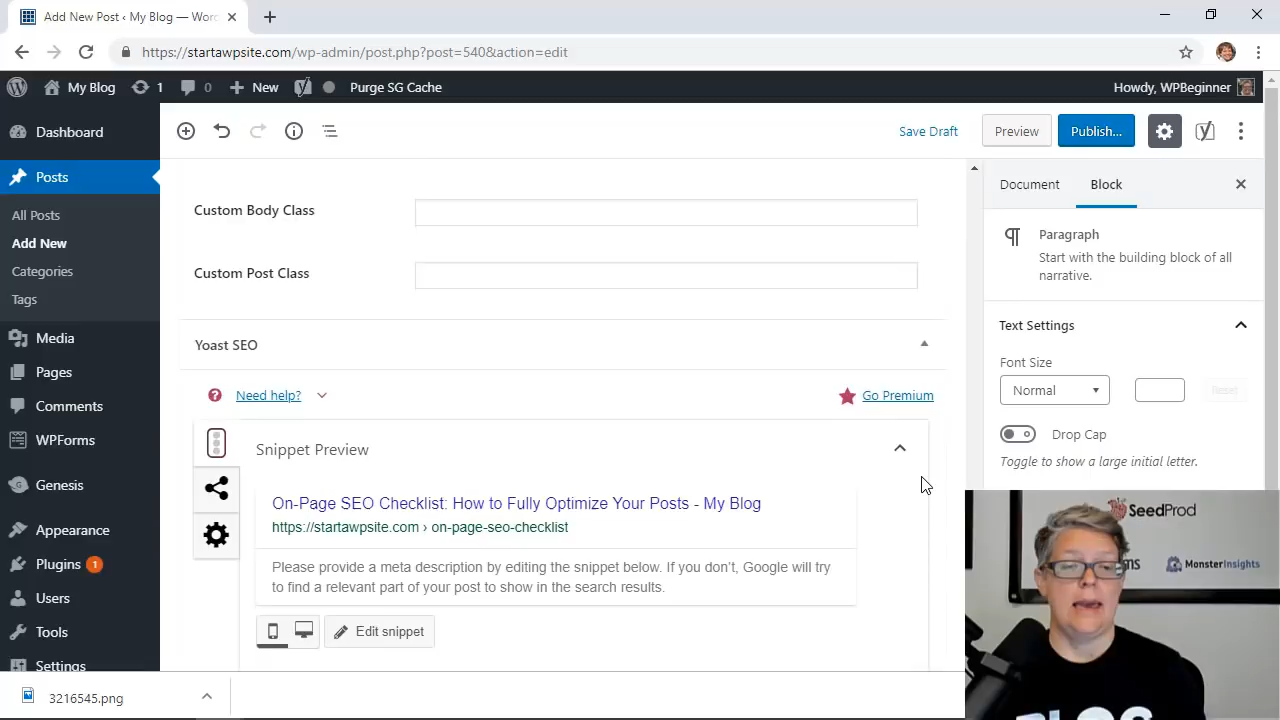 Add New Post ‹ My Blog — Wor
https://startawpsite.com/wp-admin/post.php?post=540&action=edit
My Blog
1
0
New
Purge SG Cache
Howdy, WPBeginner
Dashboard
Posts
All Posts
Add New
Categories
Tags
Media
Pages
Comments
WPForms
Genesis
Appearance
Plugins 1
Users
Tools
Settings
Save Draft
Preview
Publish...
Custom Body Class
Custom Post Class
Yoast SEO
Need help?
Go Premium
Snippet Preview
On-Page SEO Checklist: How to Fully Optimize Your Posts - My Blog
https://startawpsite.com › on-page-seo-checklist
Please provide a meta description by editing the snippet below. If you don't, Google will try
to find a relevant part of your post to show in the search results.
Edit snippet
Document
Block
Paragraph
Start with the building block of all
narrative.
Text Settings
Font Size
Normal
Reset
Drop Cap
Toggle to show a large initial letter.
SeedProd
ms
MonsterInsights
BLOG
3216545.png